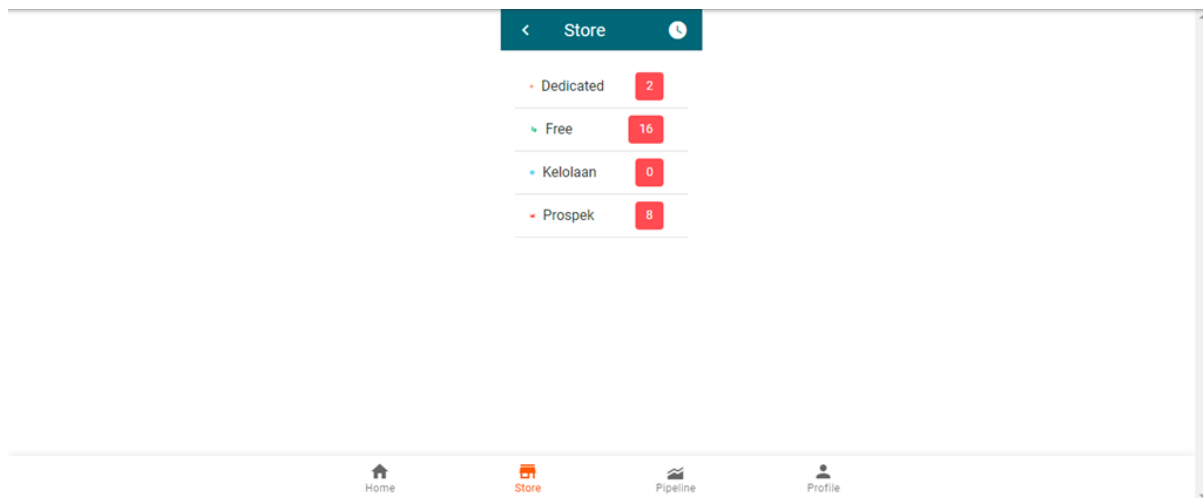 Store
Dedicated 2
Free 16
Kelolaan 0
Prospek 8
Home Store Pipeline Profile